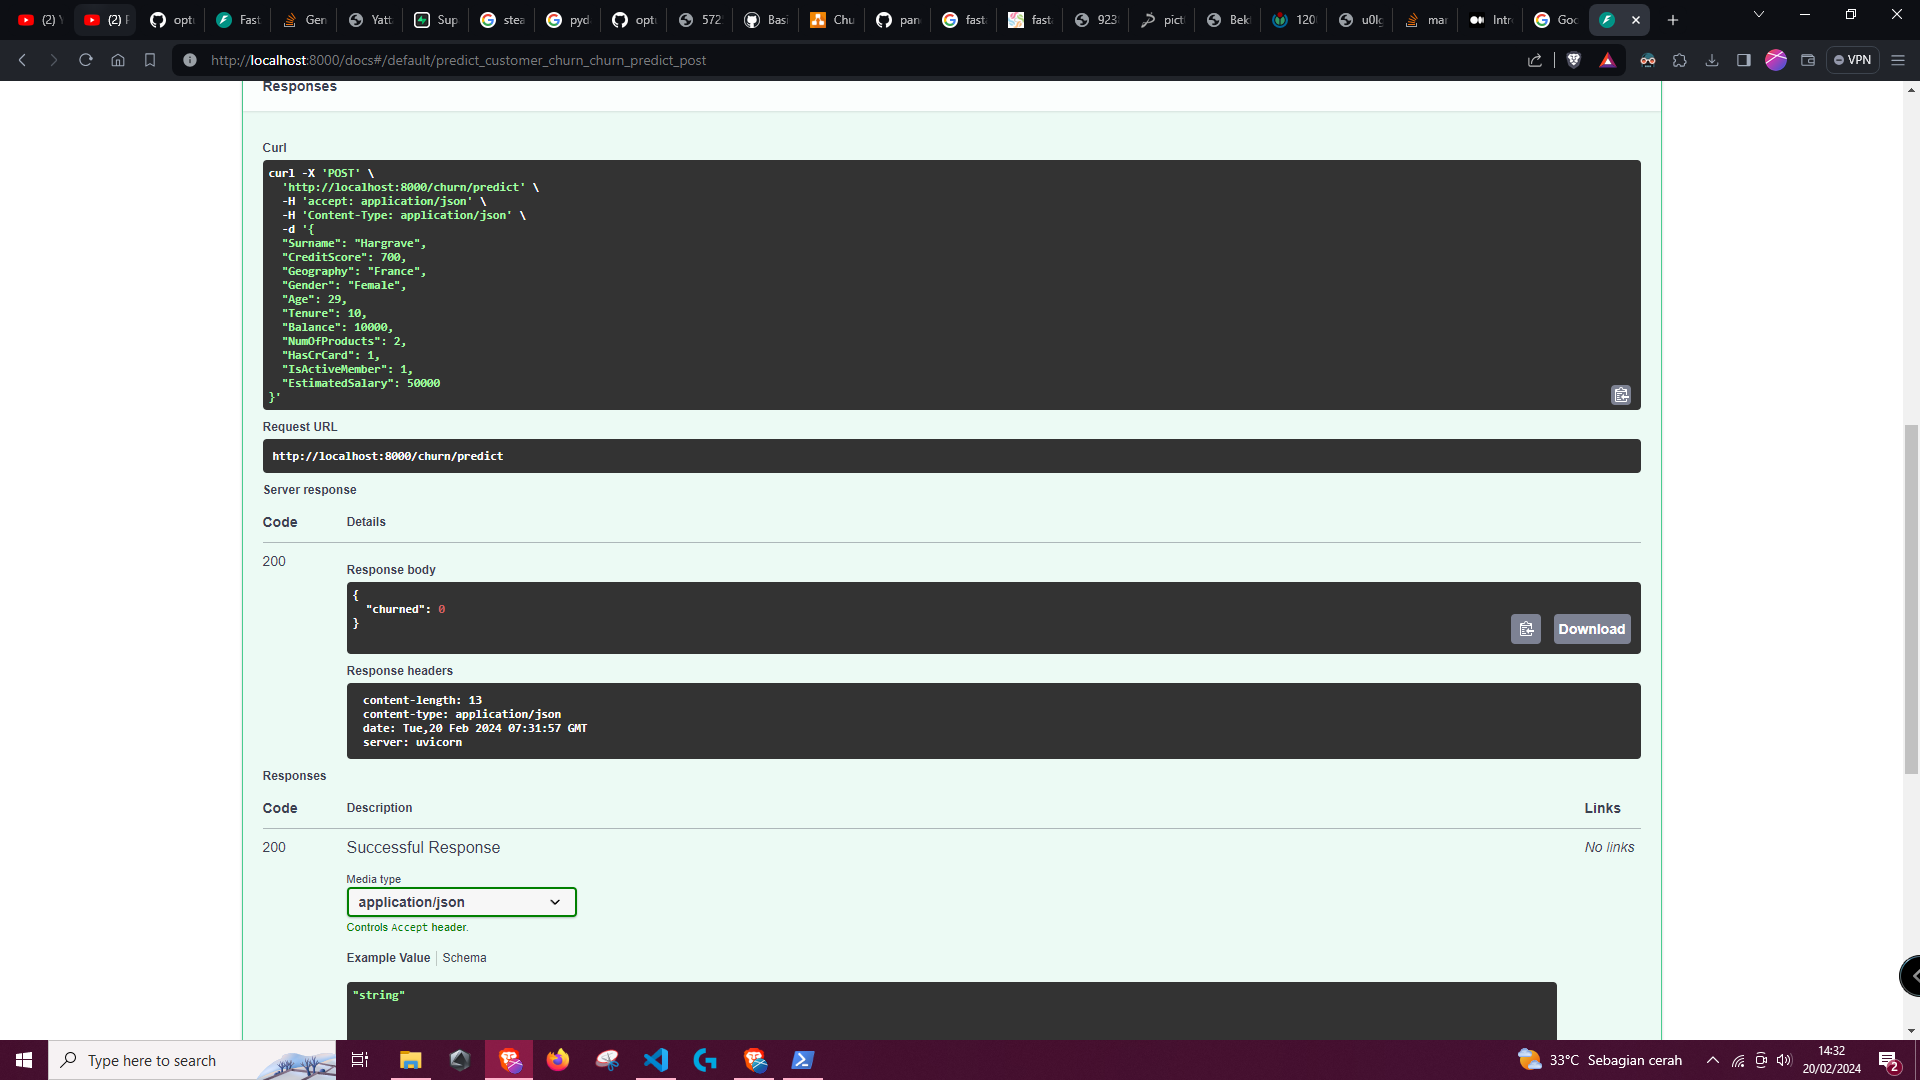 (2) Y
(2) F
opt
Fast
Gen
Yatt
Sup
stea
pyd
opt
572
Basi
Chu
pan
fast
fast
923
pict
Bek
120
u0lg
mar
Intr
Goo
http://localhost:8000/docs#/default/predict_customer_churn_churn_predict_post
VPN
Responses
Curl
curl -X 'POST' \
'http://localhost:8000/churn/predict' \
-H 'accept: application/json' \
-H 'Content-Type: application/json' \
-d '{
"Surname": "Hargrave",
"CreditScore": 700,
"Geography": "France",
"Gender": "Female",
"Age": 29,
"Tenure": 10,
"Balance": 10000,
"NumOfProducts": 2,
"HasCrCard": 1,
"IsActiveMember": 1,
"EstimatedSalary": 50000
}'
Request URL
http://localhost:8000/churn/predict
Server response
Code Details
200
Response body
{
"churned": 0
}
Download
Response headers
content-length: 13
content-type: application/json
date: Tue,20 Feb 2024 07:31:57 GMT
server: uvicorn
Responses
Code Description Links
200 Successful Response No links
Media type
application/json
Controls Accept header.
Example Value Schema
"string"
Type here to search
33°C Sebagian cerah
14:32
20/02/2024
2